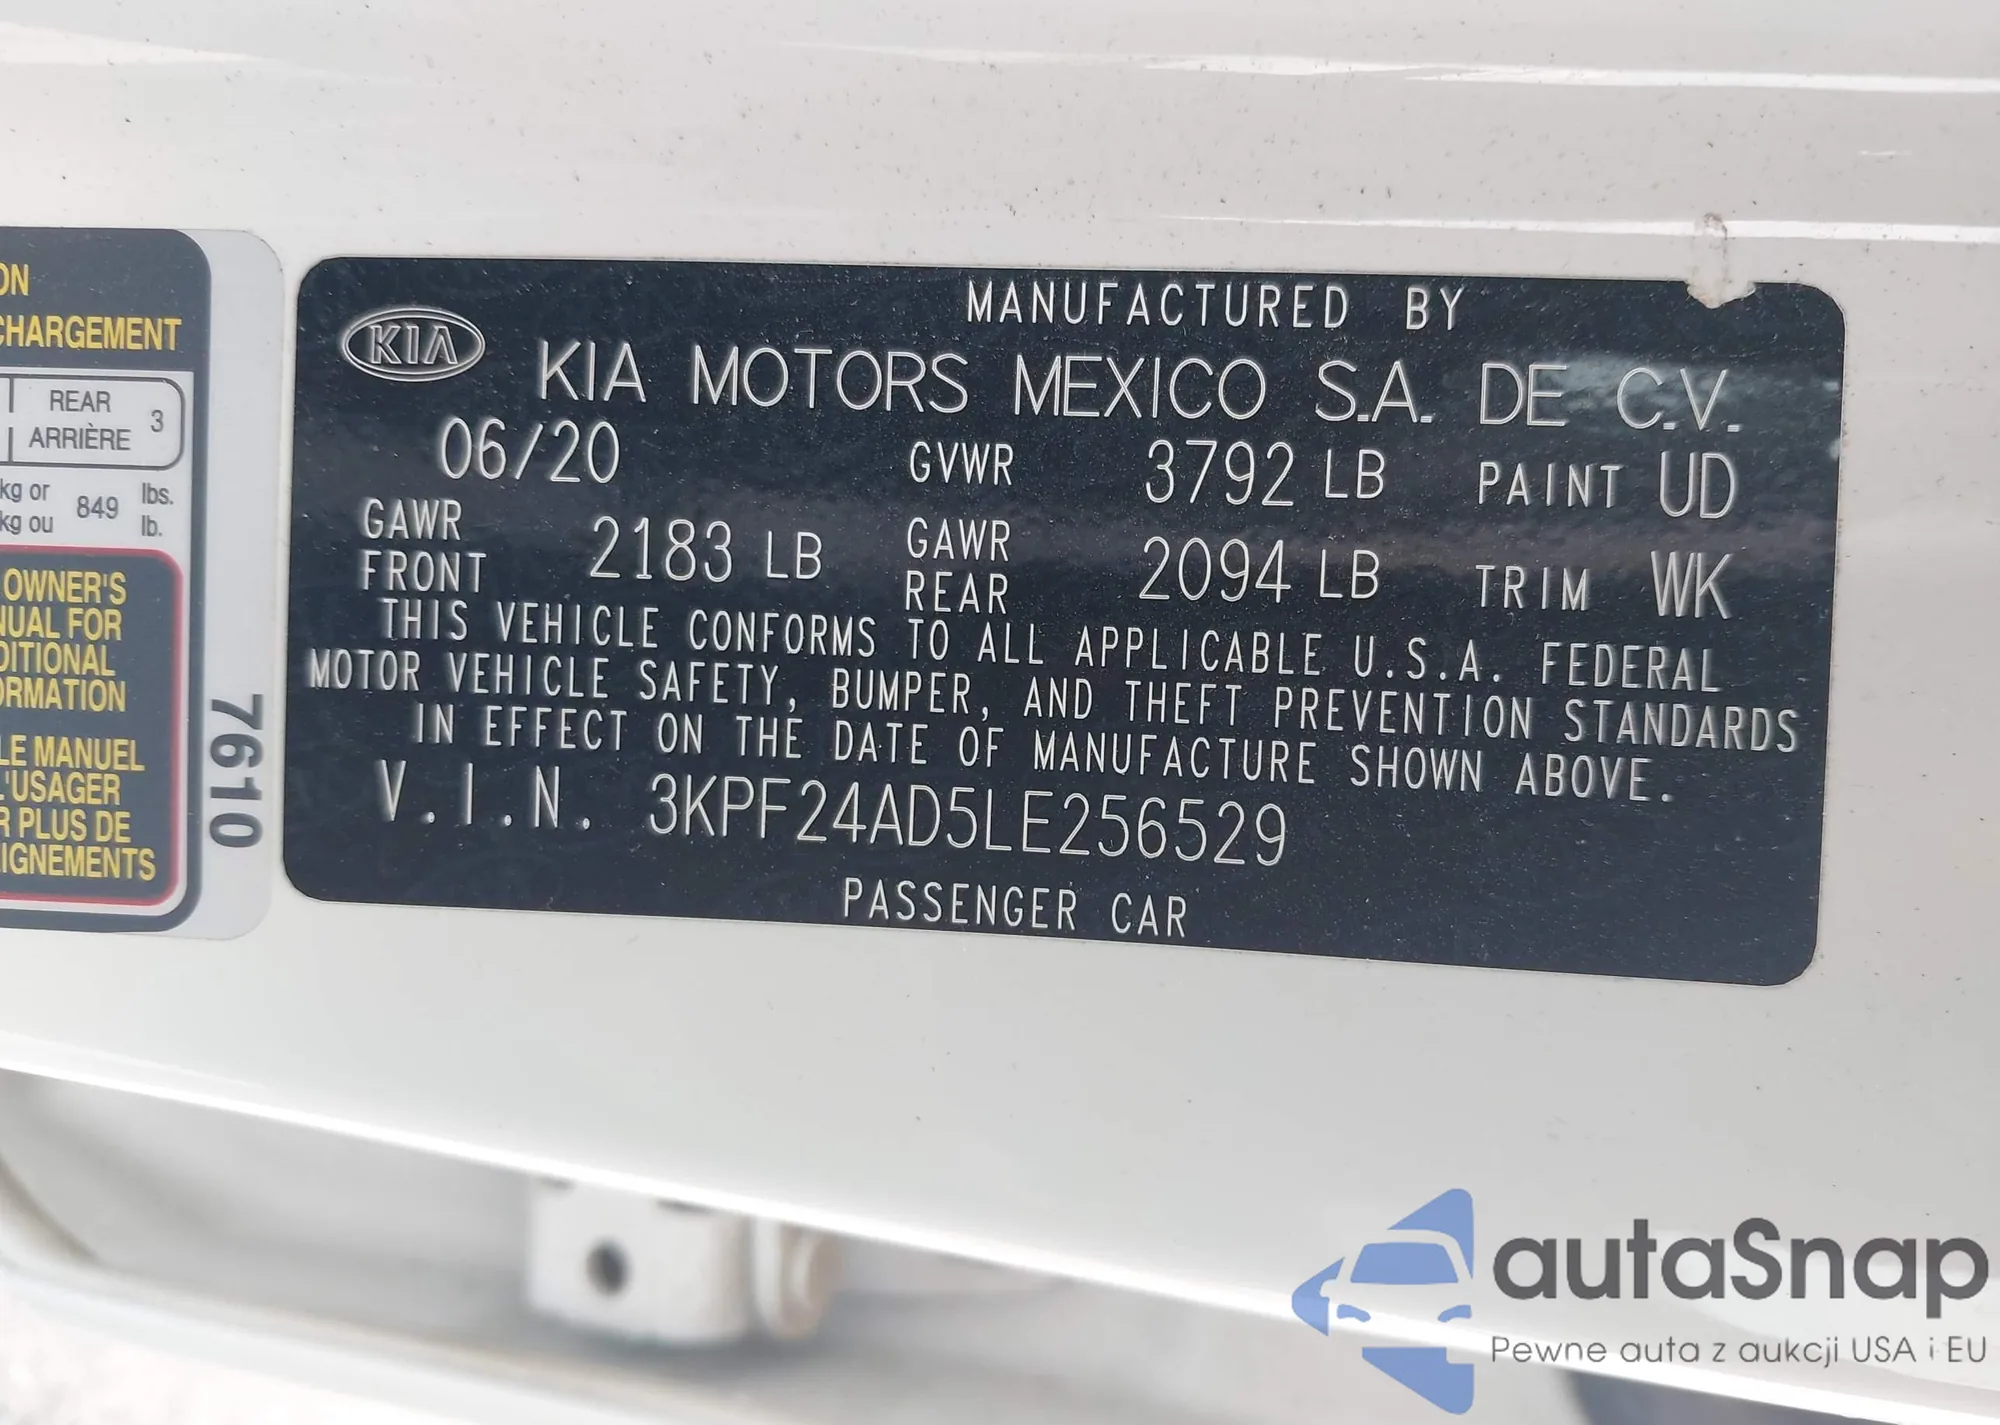 ON
CHARGEMENT
REAR
ARRIÈRE
3
kg or
kg ou
849
lbs.
lb.
OWNER'S
NUAL FOR
DITIONAL
ORMATION
LE MANUEL
L'USAGER
R PLUS DE
IGNEMENTS
7610
MANUFACTURED BY
KIA
KIA MOTORS MEXICO S.A. DE C.V.
06/20 GVWR 3792 LB PAINT UD
GAWR FRONT 2183 LB GAWR REAR 2094 LB TRIM WK
THIS VEHICLE CONFORMS TO ALL APPLICABLE U.S.A. FEDERAL
MOTOR VEHICLE SAFETY, BUMPER, AND THEFT PREVENTION STANDARDS
IN EFFECT ON THE DATE OF MANUFACTURE SHOWN ABOVE.
V.I.N. 3KPF24AD5LE256529
PASSENGER CAR
autaSnap
Pewne auta z aukcji USA i EU